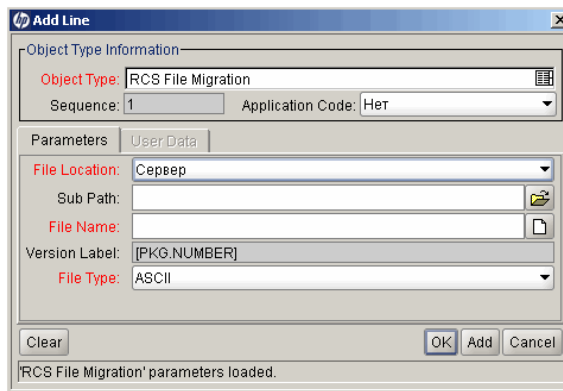 hp Add Line
Object Type Information
Object Type: RCS File Migration
Sequence: 1 Application Code: Нет
Parameters User Data
File Location: Сервер
Sub Path:
File Name:
Version Label: [PKG.NUMBER]
File Type: ASCII
Clear OK Add Cancel
'RCS File Migration' parameters loaded.